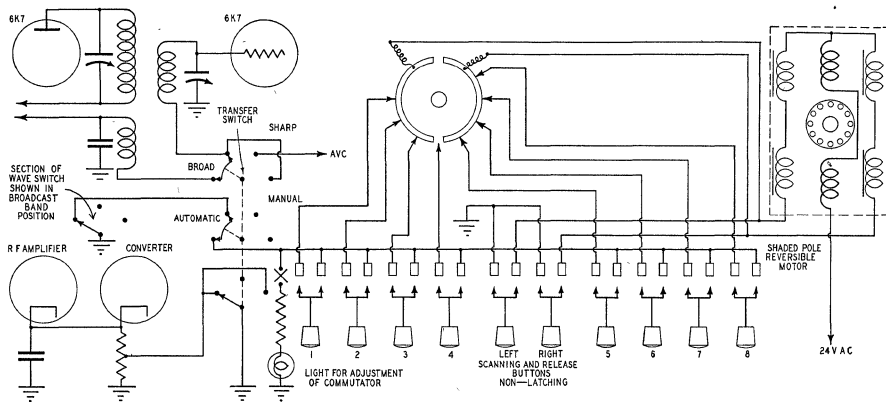 6K7
6K7
TRANSFER
SWITCH
SHARP
AVC
BROAD
SECTION OF
WAVE SWITCH
SHOWN IN
BROADCAST
BAND
POSITION
MANUAL
AUTOMATIC
R F AMPLIFIER
CONVERTER
SHADED POLE
REVERSIBLE
MOTOR
24V AC
1
2
3
4
LEFT
RIGHT
SCANNING AND RELEASE
BUTTONS
NON—LATCHING
5
6
7
8
LIGHT FOR ADJUSTMENT
OF COMMUTATOR